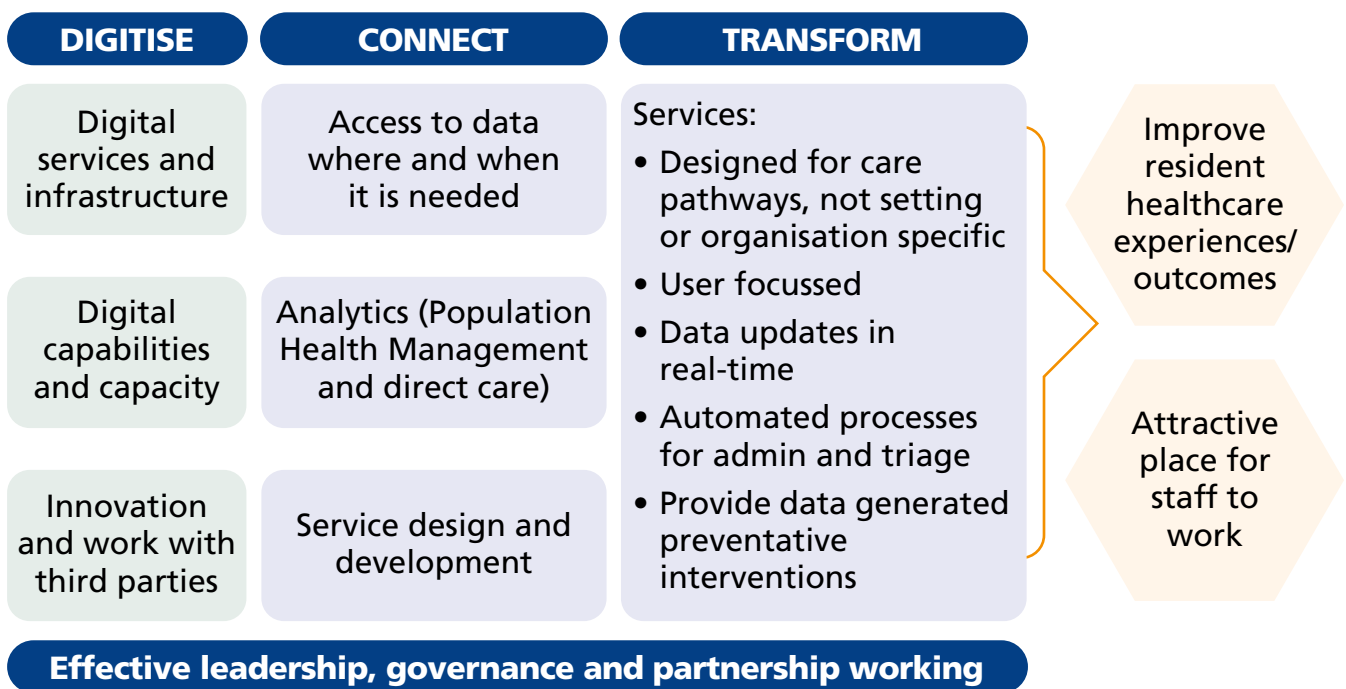 DIGITISE
CONNECT
TRANSFORM
Digital
services and
infrastructure
Digital
capabilities
and capacity
Innovation
and work with
third parties
Access to data
where and when
it is needed
Analytics (Population
Health Management
and direct care)
Service design and
development
Services:
• Designed for care
pathways, not setting
or organisation specific
• User focussed
• Data updates in
real-time
• Automated processes
for admin and triage
• Provide data generated
preventative
interventions
Improve
resident
healthcare
experiences/
outcomes
Attractive
place for
staff to
work
Effective leadership, governance and partnership working